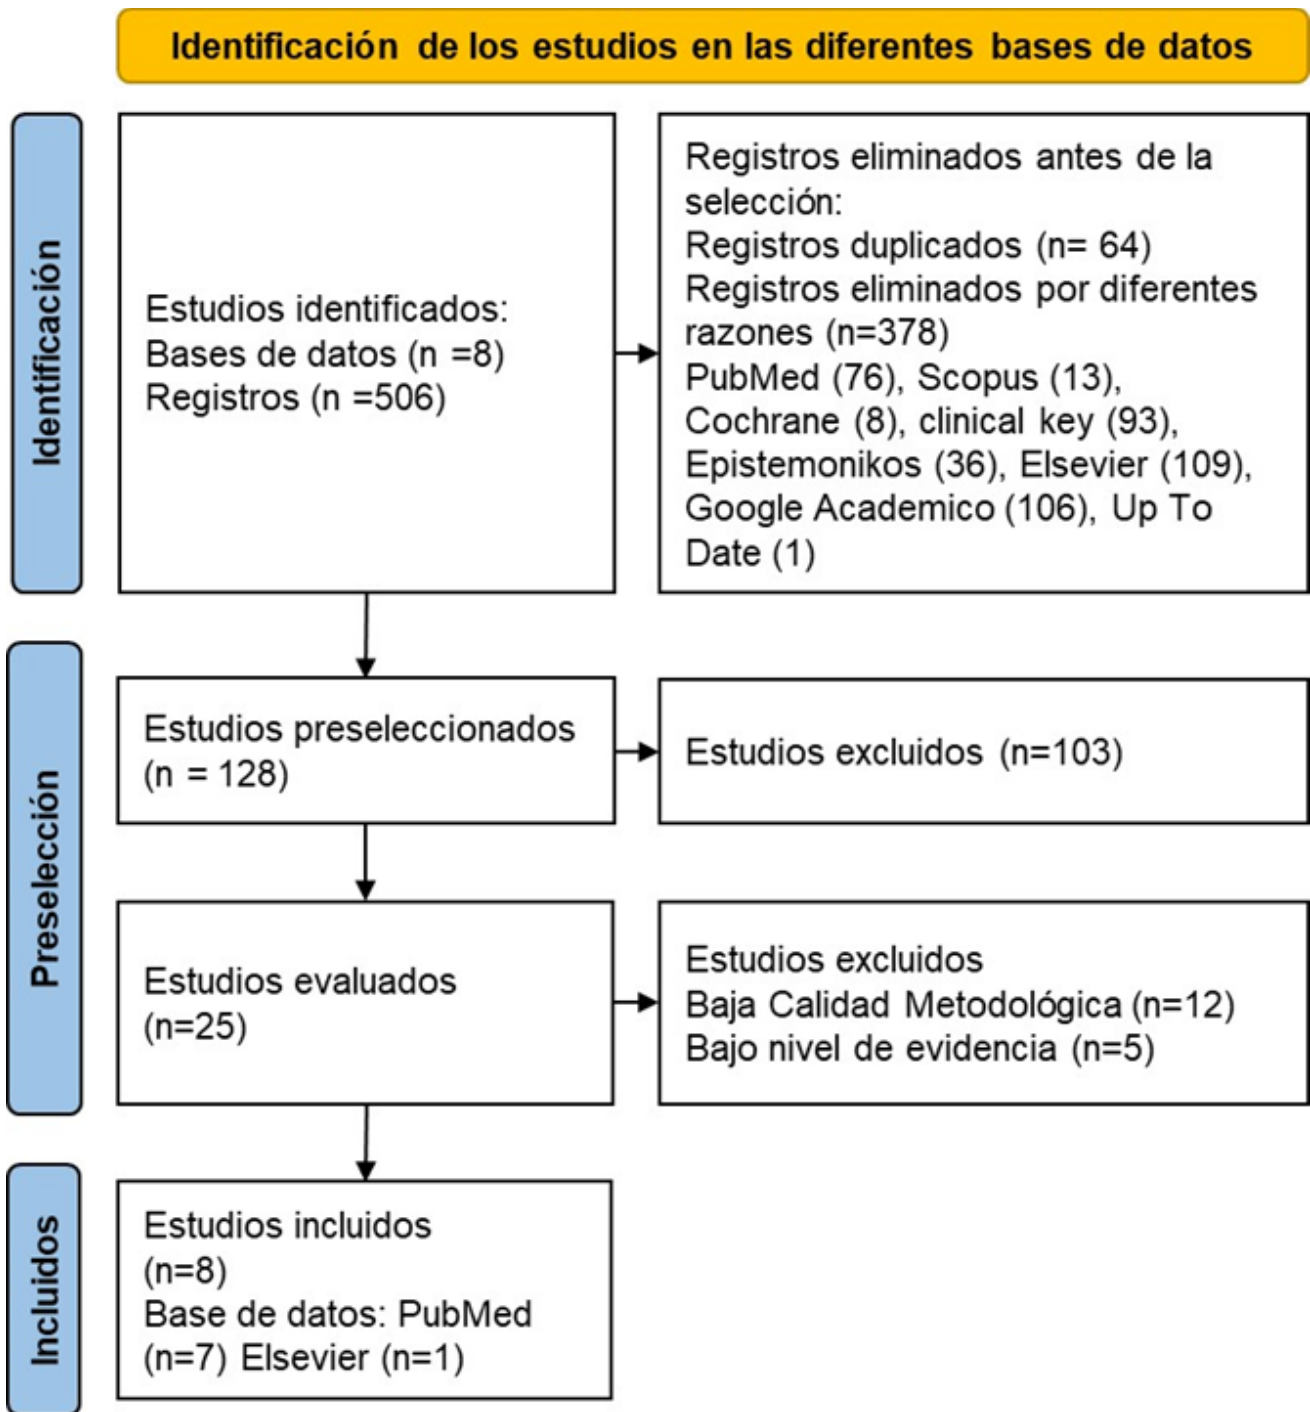 Identificación de los estudios en las diferentes bases de datos
Identificación
Estudios identificados:
Bases de datos (n =8)
Registros (n =506)
Registros eliminados antes de la
selección:
Registros duplicados (n= 64)
Registros eliminados por diferentes
razones (n=378)
PubMed (76), Scopus (13),
Cochrane (8), clinical key (93),
Epistemonikos (36), Elsevier (109),
Google Academico (106), Up To
Date (1)
Preselección
Estudios preseleccionados
(n = 128)
Estudios excluidos (n=103)
Estudios evaluados
(n=25)
Estudios excluidos
Baja Calidad Metodológica (n=12)
Bajo nivel de evidencia (n=5)
Incluidos
Estudios incluidos
(n=8)
Base de datos: PubMed
(n=7) Elsevier (n=1)